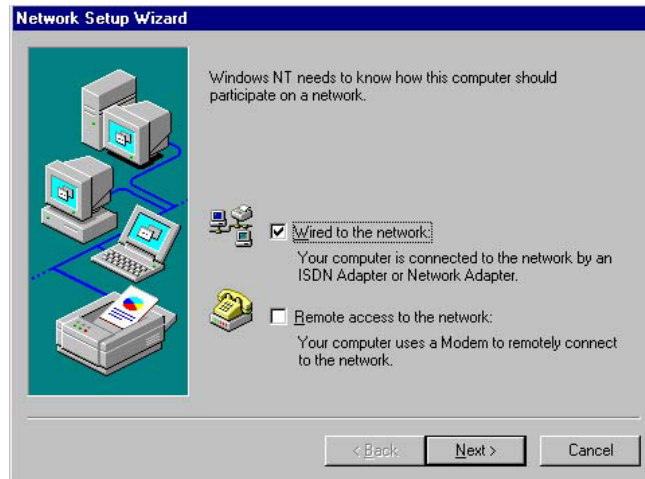 Network Setup Wizard
Windows NT needs to know how this computer should
participate on a network.
Wired to the network:
Your computer is connected to the network by an
ISDN Adapter or Network Adapter.
Remote access to the network:
Your computer uses a Modem to remotely connect
to the network.
< Back
Next >
Cancel